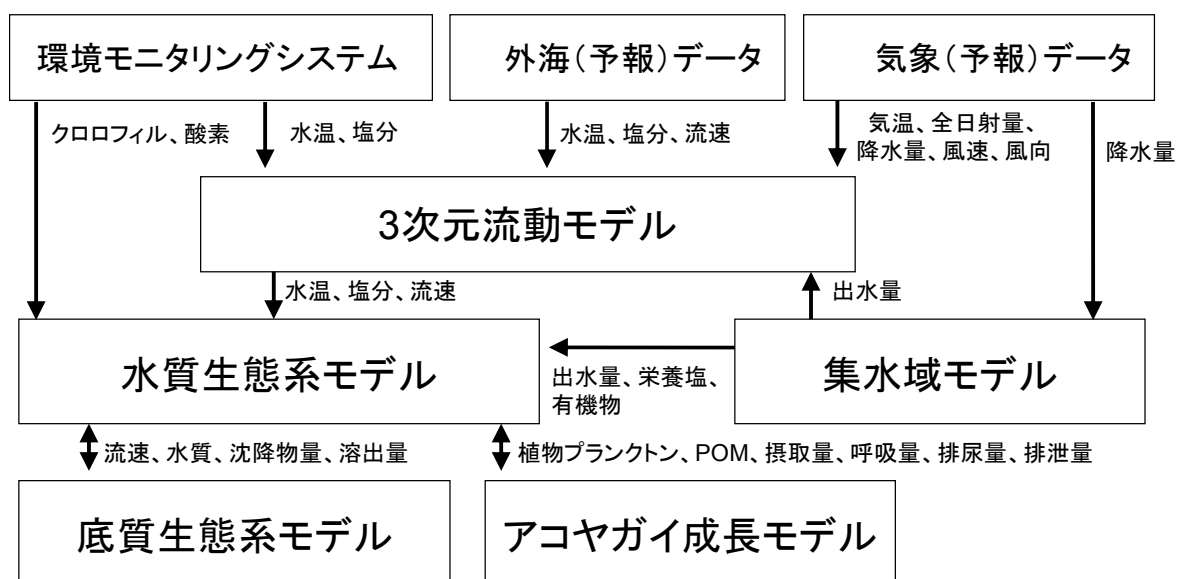 環境モニタリングシステム
外海(予報)データ
気象(予報)データ
クロロフィル、酸素
水温、塩分
水温、塩分、流速
気温、全日射量、
降水量、風速、風向
降水量
3次元流動モデル
水温、塩分、流速
出水量
水質生態系モデル
出水量、栄養塩、
有機物
集水域モデル
流速、水質、沈降物量、溶出量
植物プランクトン、POM、摂取量、呼吸量、排尿量、排泄量
底質生態系モデル
アコヤガイ成長モデル